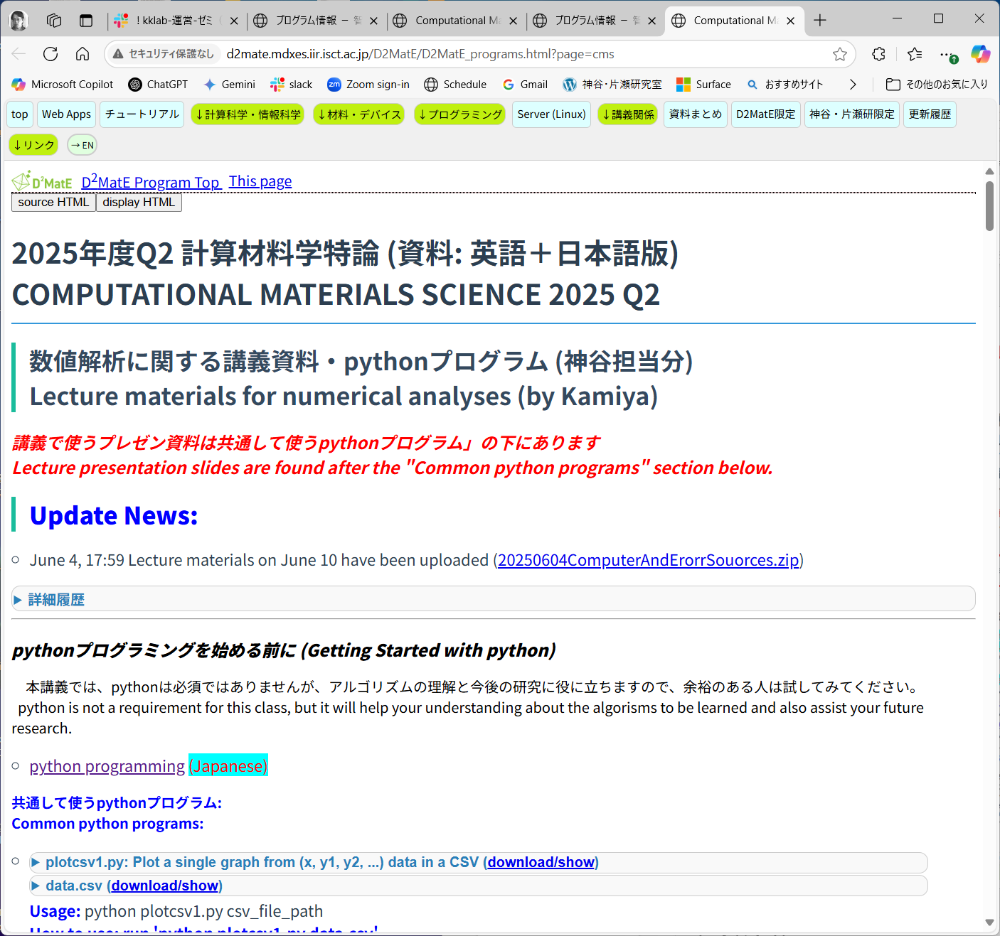 ! kklab-運営-ゼミ
プログラム情報 －
Computational M
プログラム情報 －
Computational Ma
セキュリティ保護なし d2mate.mdxes.iir.isct.ac.jp/D2MatE/D2MatE_programs.html?page=cms
Microsoft Copilot ChatGPT Gemini slack zm Zoom sign-in Schedule Gmail 神谷・片瀬研究室 Surface おすすめサイト その他のお気に入り
top Web Apps チュートリアル ↓計算科学・情報科学 ↓材料・デバイス ↓プログラミング Server (Linux) ↓講義関係 資料まとめ D2MatE限定 神谷・片瀬研限定 更新履歴
↓リンク →EN
D²MatE D²MatE Program Top This page
source HTML display HTML
2025年度Q2 計算材料学特論 (資料: 英語＋日本語版)
COMPUTATIONAL MATERIALS SCIENCE 2025 Q2
数値解析に関する講義資料・pythonプログラム (神谷担当分)
Lecture materials for numerical analyses (by Kamiya)
講義で使うプレゼン資料は共通して使うpythonプログラム」の下にあります
Lecture presentation slides are found after the "Common python programs" section below.
Update News:
June 4, 17:59 Lecture materials on June 10 have been uploaded (20250604ComputerAndErorrSouorces.zip)
▶ 詳細履歴
pythonプログラミングを始める前に (Getting Started with python)
本講義では、pythonは必須ではありませんが、アルゴリズムの理解と今後の研究に役に立ちますので、余裕のある人は試してみてください。
python is not a requirement for this class, but it will help your understanding about the algorisms to be learned and also assist your future
research.
python programming (Japanese)
共通して使うpythonプログラム:
Common python programs:
▶ plotcsv1.py: Plot a single graph from (x, y1, y2, ...) data in a CSV (download/show)
▶ data.csv (download/show)
Usage: python plotcsv1.py csv_file_path
How to use: run 'python plotcsv1.py data.csv'